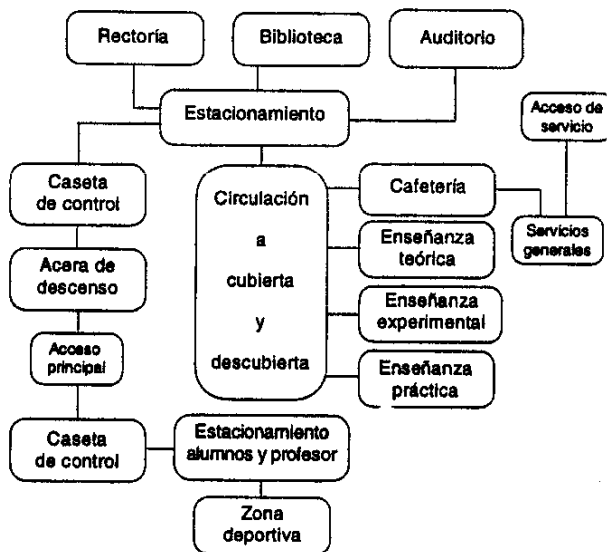 Rectoría
Biblioteca
Auditorio
Estacionamiento
Acceso de
servicio
Caseta
de control
Circulación
a
cubierta
y
descubierta
Cafetería
Enseñanza
teórica
Servicios
generales
Acera de
descenso
Enseñanza
experimental
Acceso
principal
Enseñanza
práctica
Caseta
de control
Estacionamiento
alumnos y profesor
Zona
deportiva